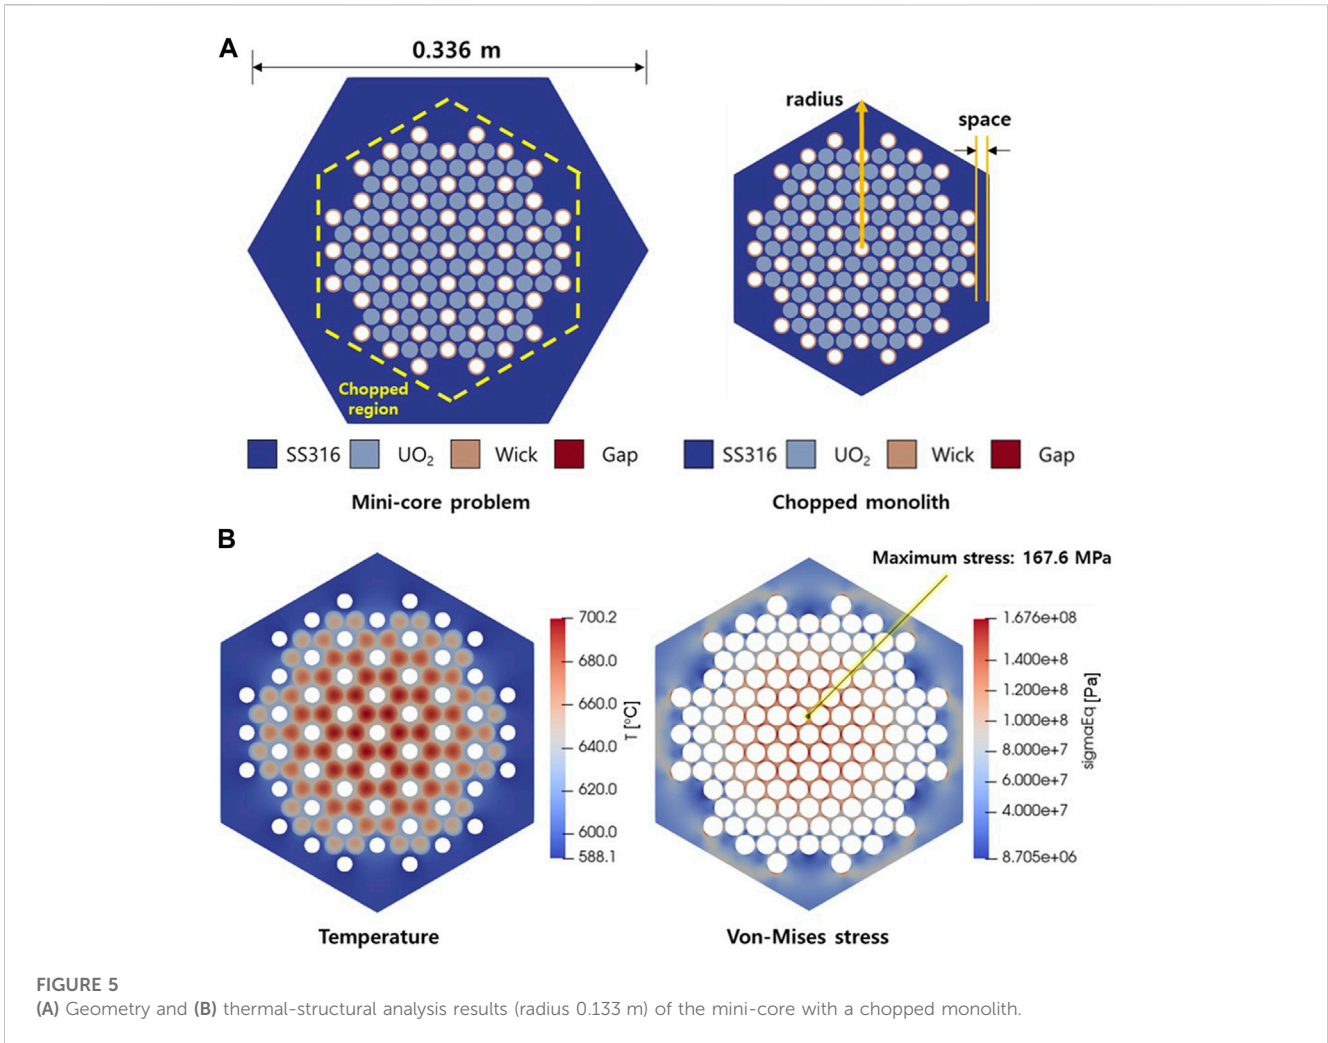 A
0.336 m
radius
space
Chopped
region
SS316 UO₂ Wick Gap
SS316 UO₂ Wick Gap
Mini-core problem
Chopped monolith
B
Maximum stress: 167.6 MPa
700.2
680.0
660.0
640.0
620.0
600.0
588.1
T [°C]
1.676e+08
1.400e+8
1.200e+8
1.000e+8
8.000e+7
6.000e+7
4.000e+7
8.705e+06
sigmaEq [Pa]
Temperature
Von-Mises stress
FIGURE 5
(A) Geometry and (B) thermal-structural analysis results (radius 0.133 m) of the mini-core with a chopped monolith.